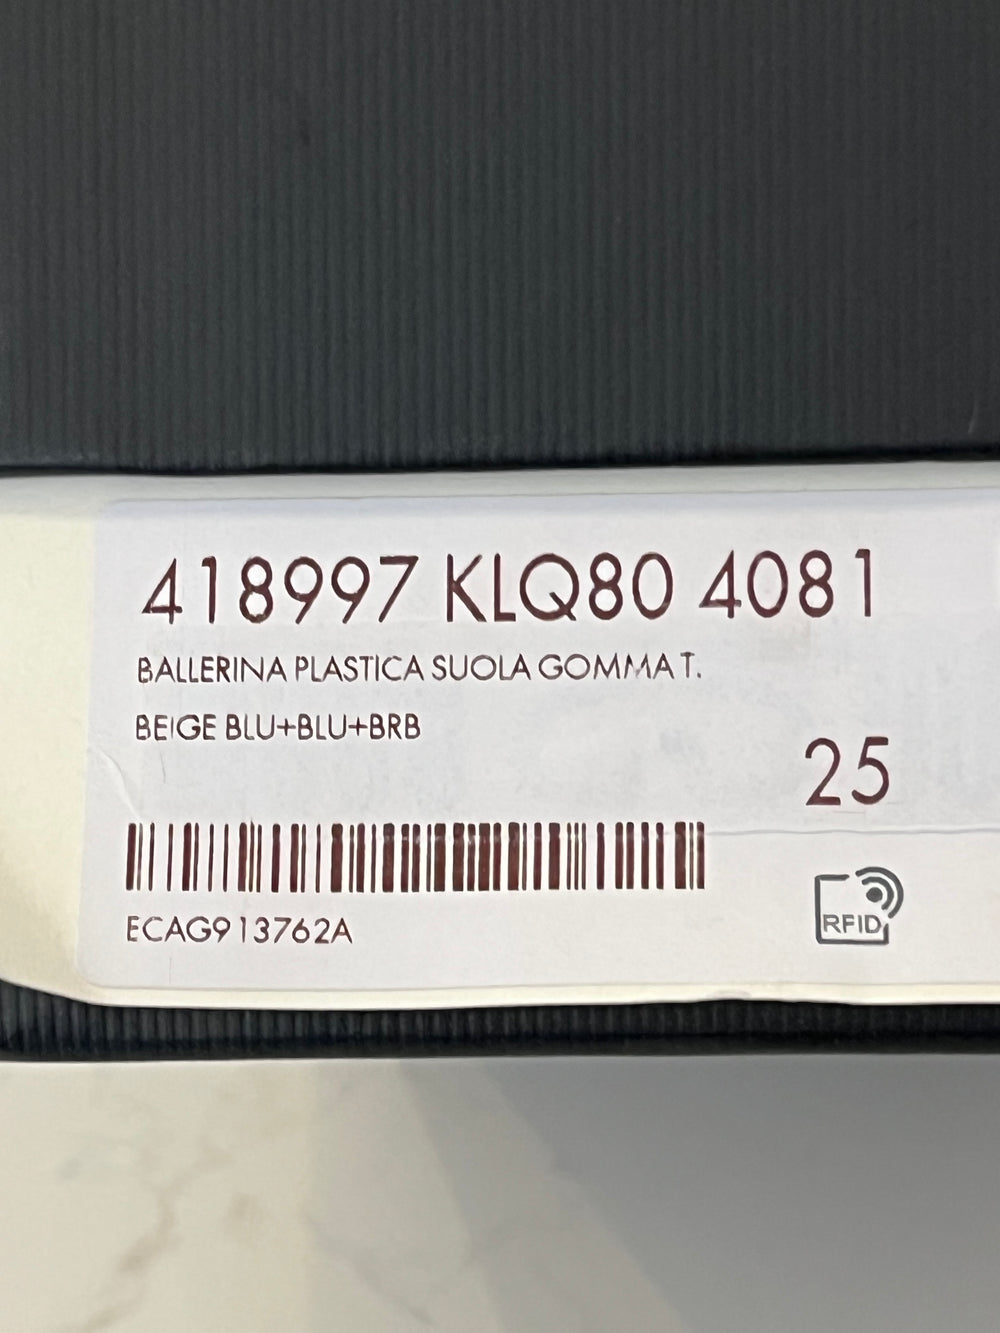 418997 KLQ80 4081
BALLERINA PLASTICA SUOLA GOMMA T.
BEIGE BLU+BLU+BRB
25
ECAG913762A
RFID